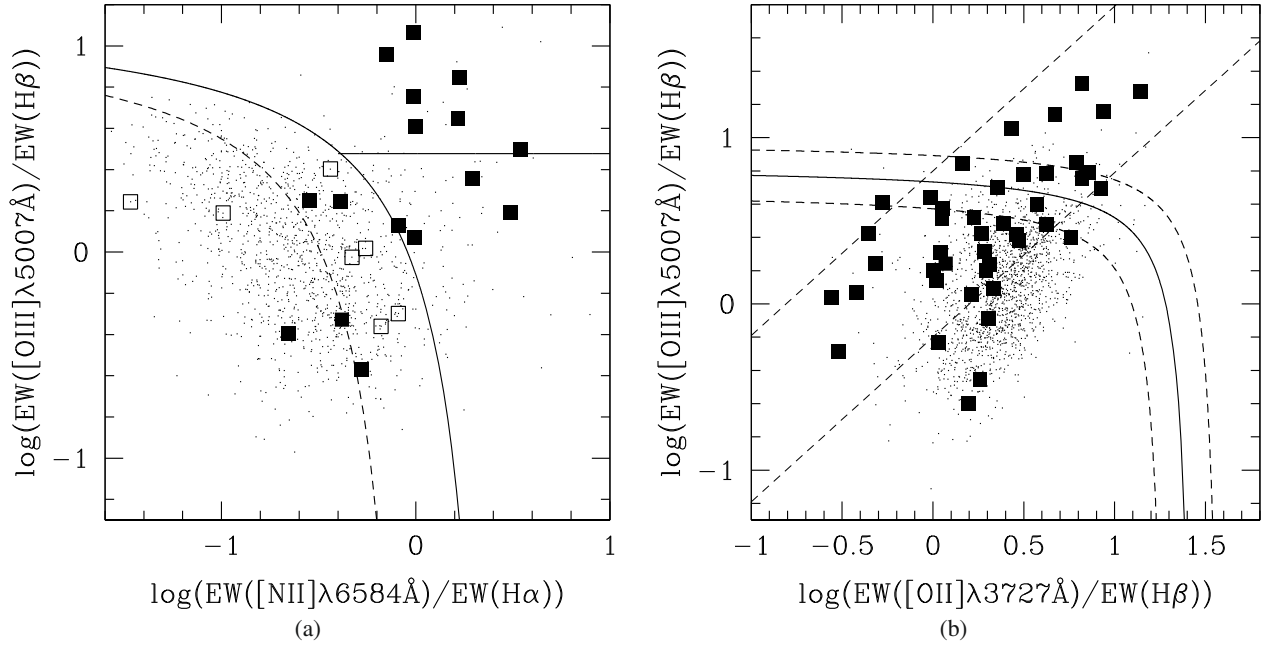 1
0
−1
log(EW([OIII]λ5007Å)/EW(Hβ))
−1 0 1
log(EW([NII]λ6584Å)/EW(Hα))
(a)
1
0
−1
log(EW([OIII]λ5007Å)/EW(Hβ))
−1 −0.5 0 0.5 1 1.5
log(EW([OII]λ3727Å)/EW(Hβ))
(b)